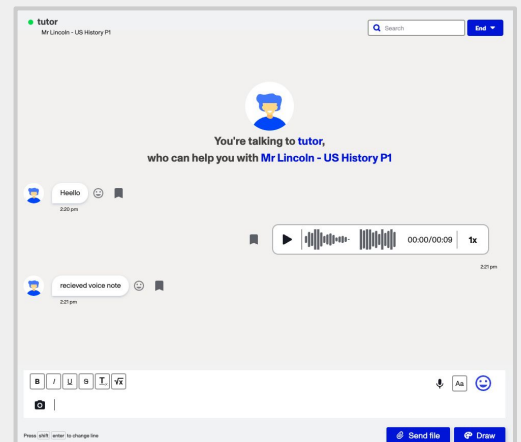 tutor
Mr Lincoln - US History P1
Search
End
You're talking to tutor,
who can help you with Mr Lincoln - US History P1
Heello
2:20 pm
00:00/00:09 1x
2:21 pm
recieved voice note
2:21 pm
B I U S T √x Aa
Press shift enter to change line
Send file Draw